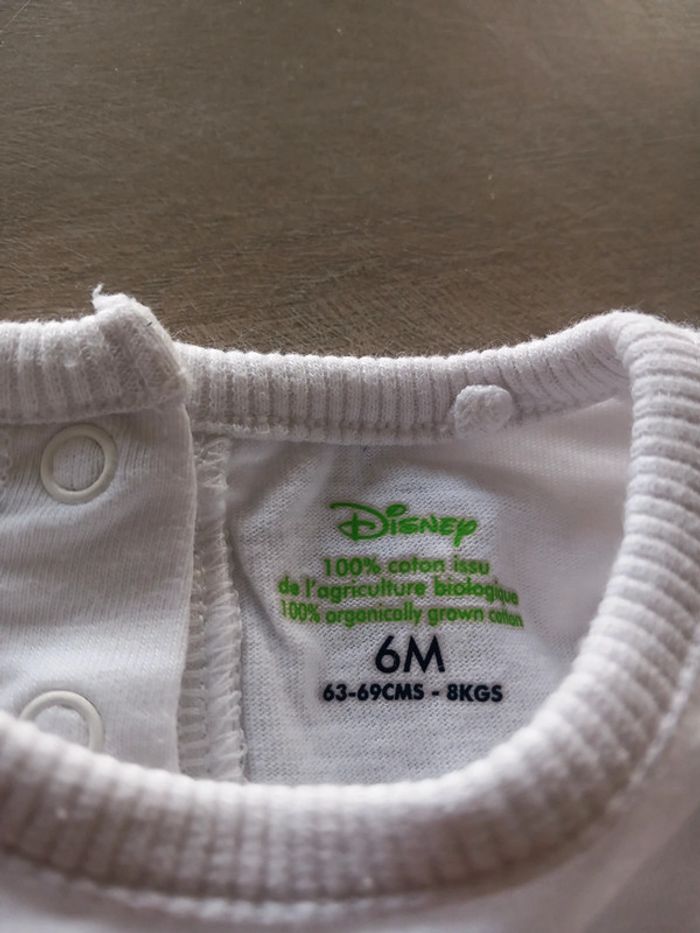 Disney
100% coton issu
de l'agriculture biologique
100% organically grown cotton
6M
63-69CMS - 8KGS